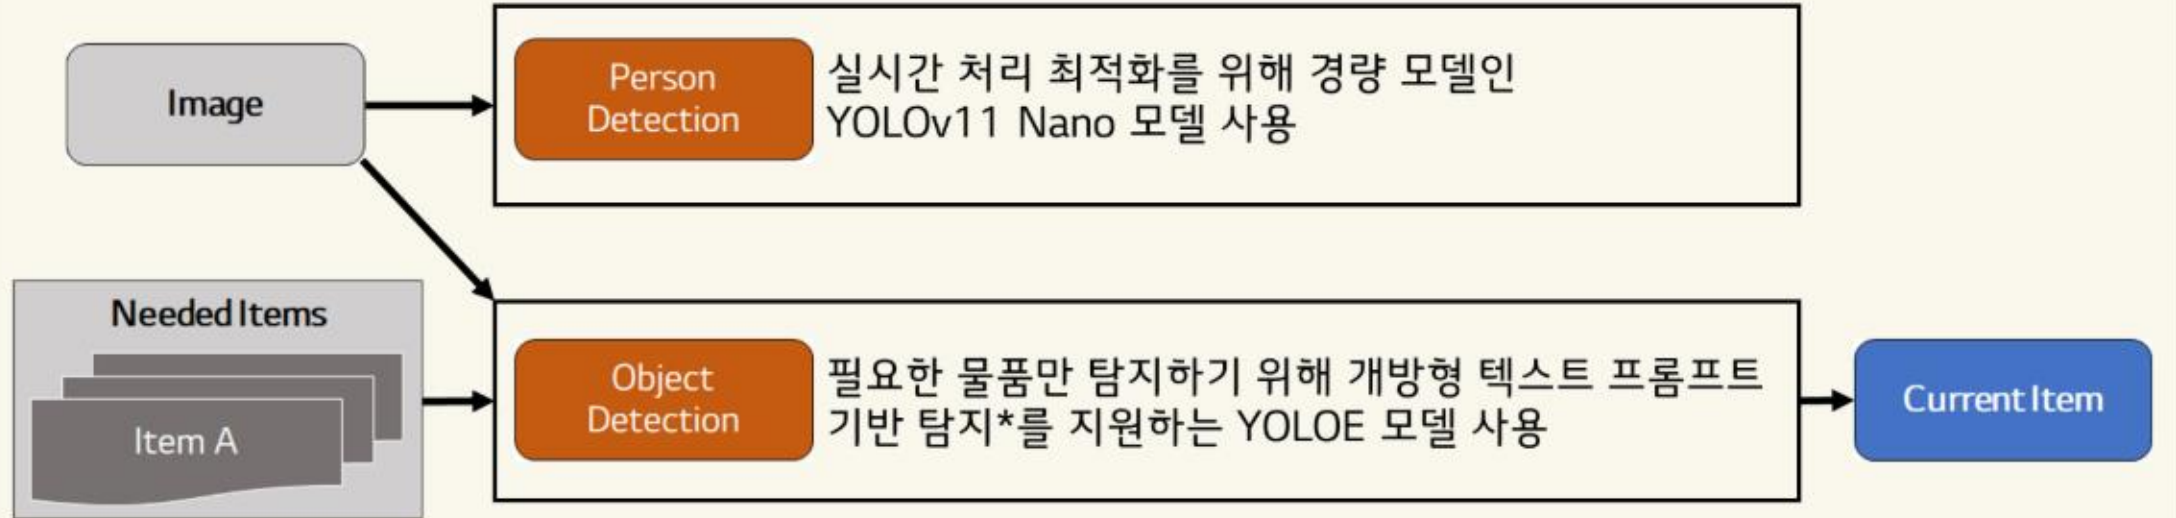 Image
Person
Detection
실시간 처리 최적화를 위해 경량 모델인
YOLOv11 Nano 모델 사용
Needed Items
Item A
Object
Detection
필요한 물품만 탐지하기 위해 개방형 텍스트 프롬프트
기반 탐지*를 지원하는 YOLOE 모델 사용
Current Item